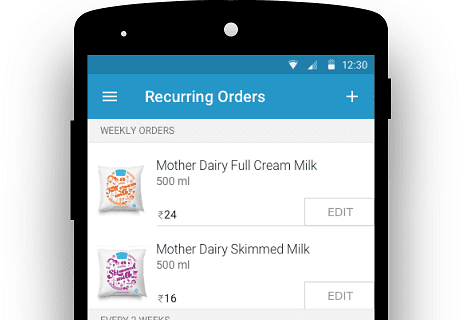 12:30
Recurring Orders
WEEKLY ORDERS
Mother Dairy Full Cream Milk
500 ml
₹24
EDIT
Mother Dairy Skimmed Milk
500 ml
₹16
EDIT
EVERY 2 WEEKS